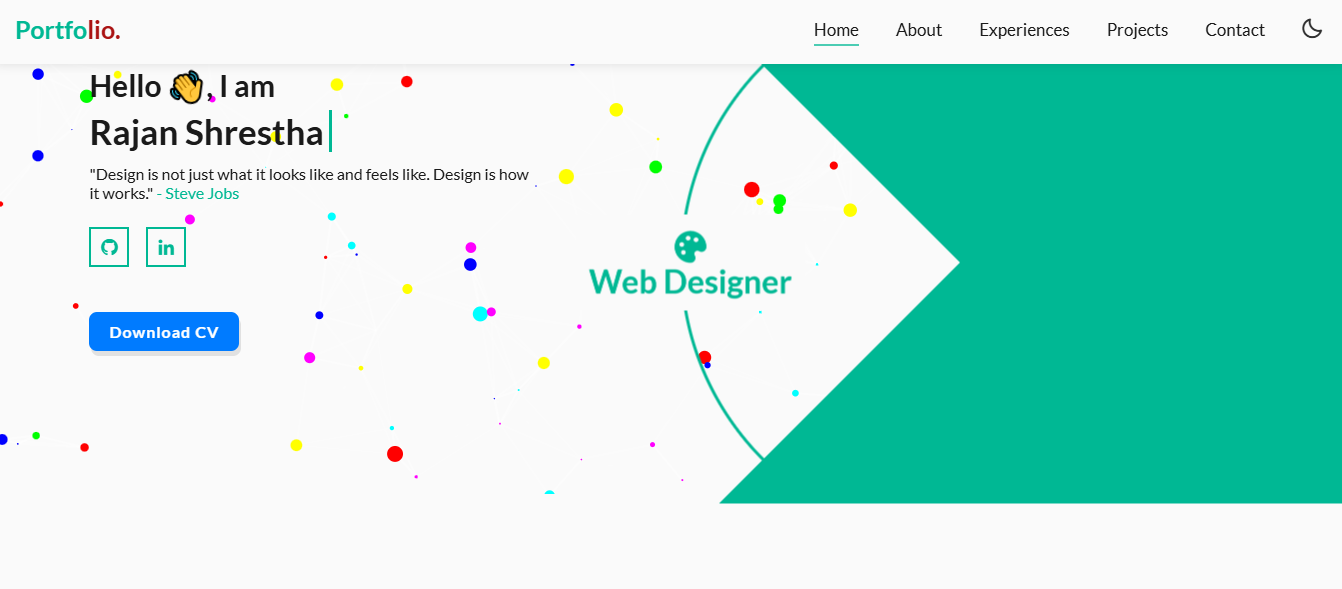 Portfolio.
Home About Experiences Projects Contact
Hello 👋, I am
Rajan Shrestha
"Design is not just what it looks like and feels like. Design is how
it works." - Steve Jobs
in
Download CV
Web Designer